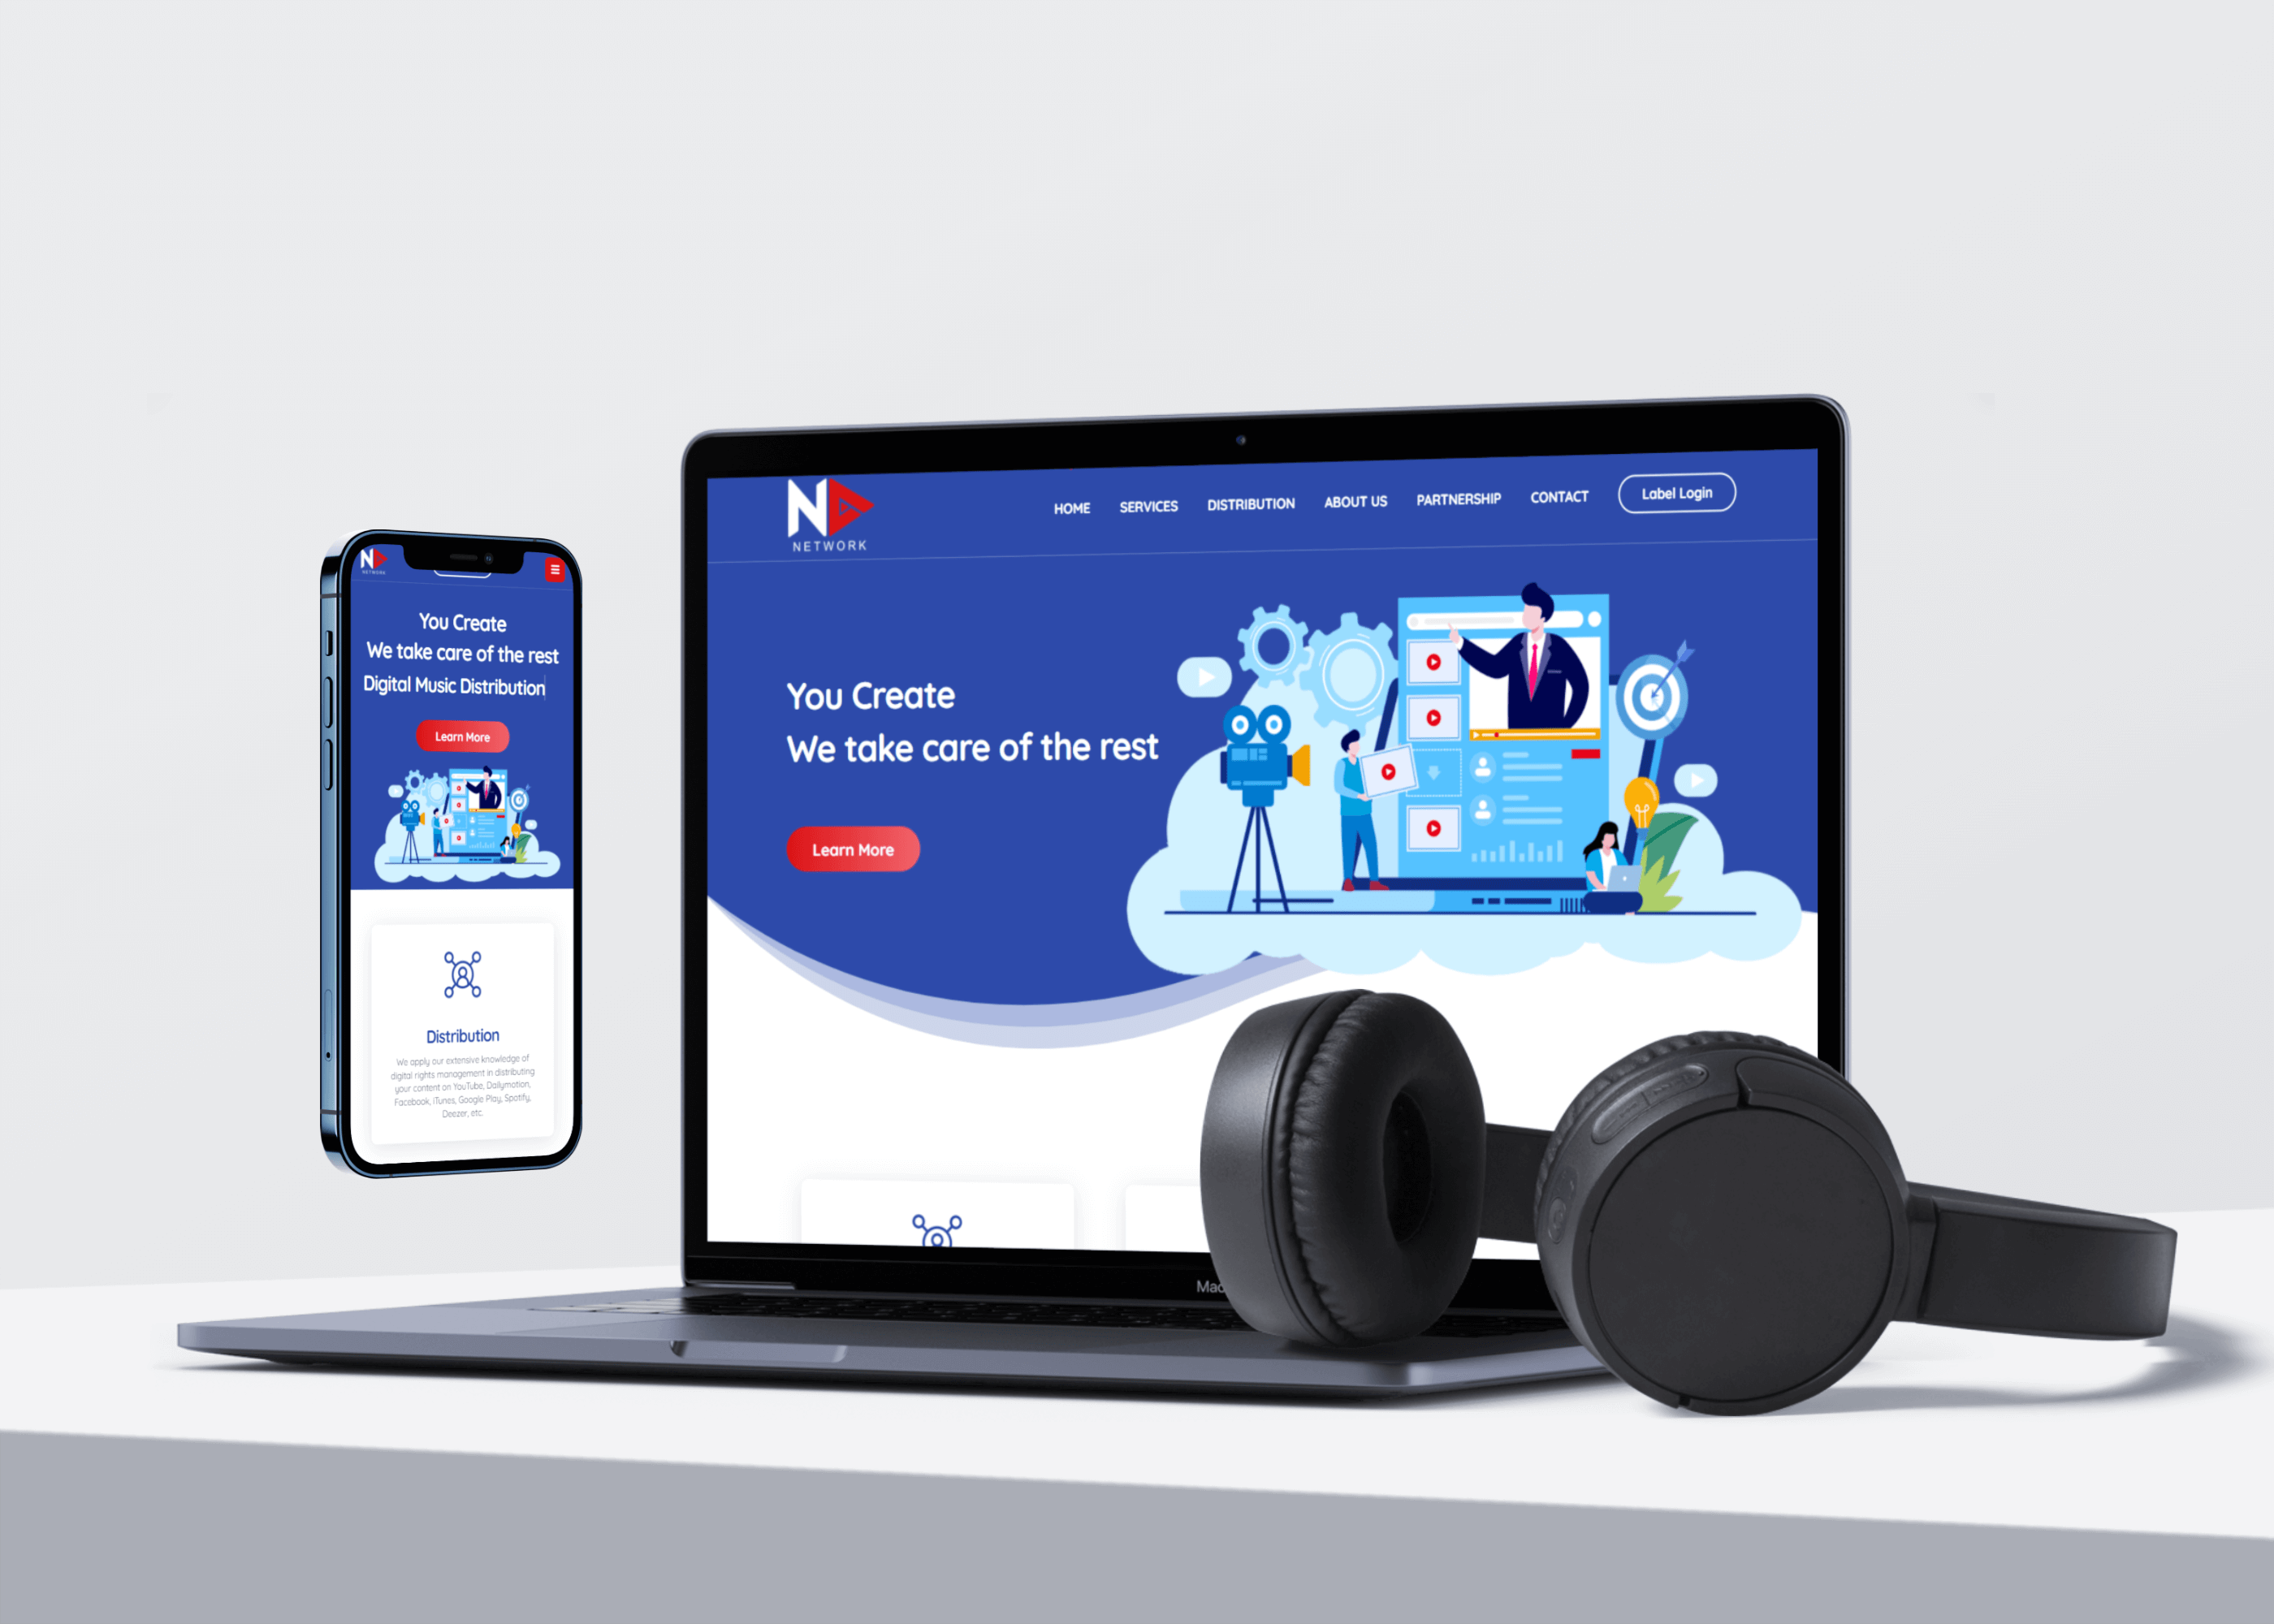 NETWORK
You Create
We take care of the rest
Digital Music Distribution
Learn More
Distribution
We apply our extensive knowledge of
digital rights management in distributing
your content on YouTube, Dailymotion,
Facebook, iTunes, Google Play, Spotify,
Deezer, etc.
N
NETWORK
HOME SERVICES DISTRIBUTION ABOUT US PARTNERSHIP CONTACT Label Login
You Create
We take care of the rest
Learn More
Mac